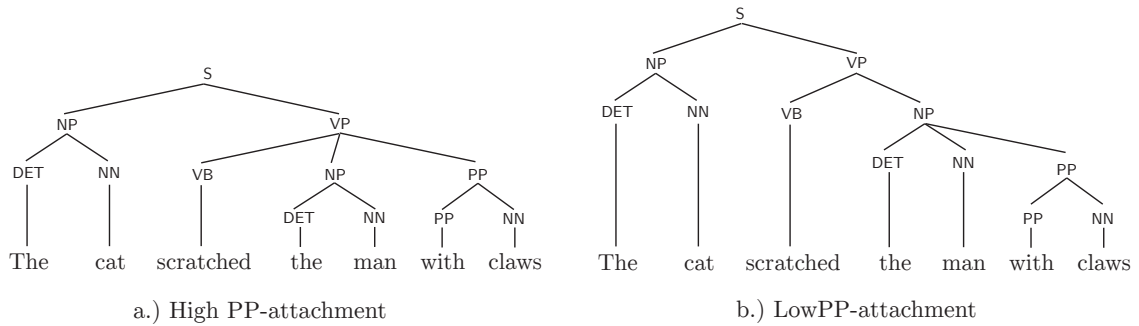 S
NP VP
DET NN VB NP PP
DET NN PP NN
The cat scratched the man with claws
a.) High PP-attachment
S
NP VP
DET NN VB NP
DET NN PP
PP NN
The cat scratched the man with claws
b.) LowPP-attachment